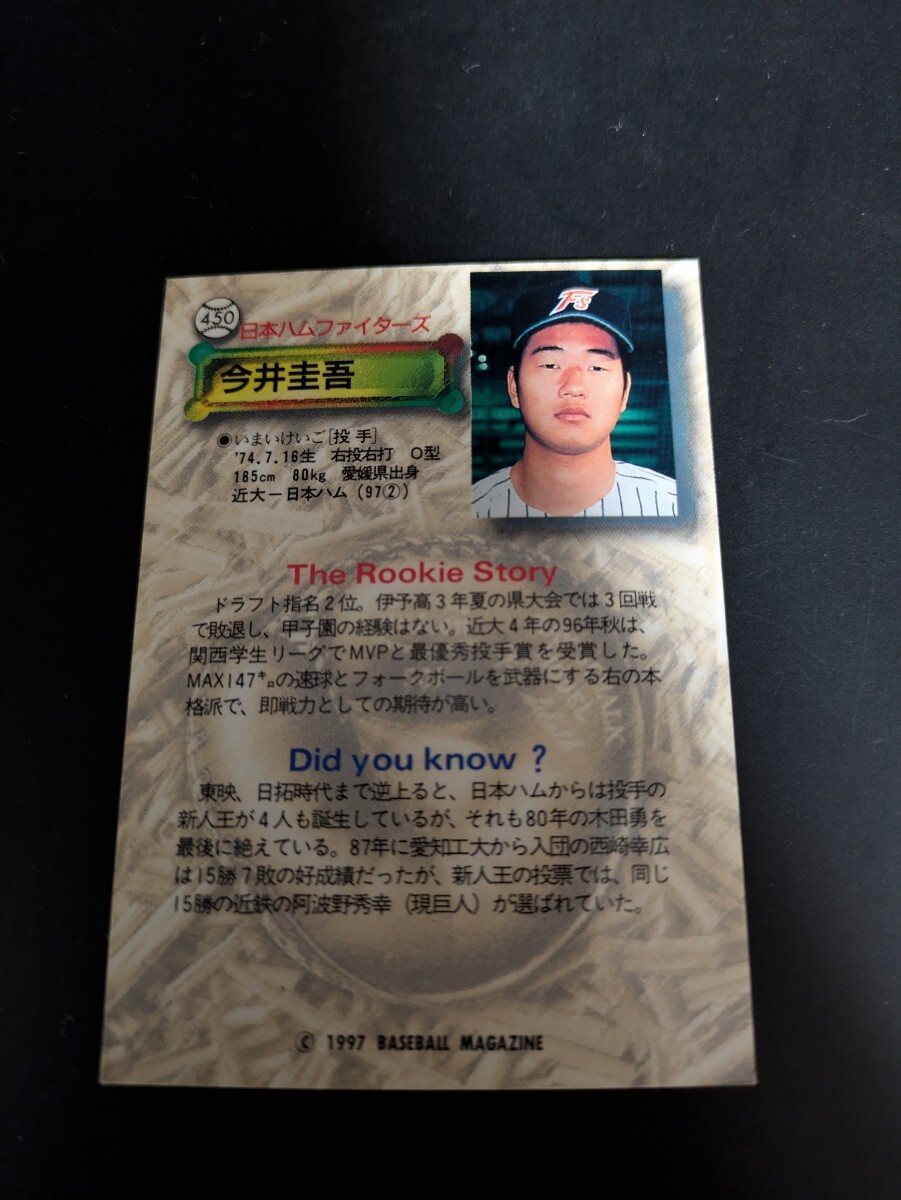 450
日本ハムファイターズ
今井圭吾
F's
●いまいけいご[投手]
'74.7.16生 右投右打 O型
185cm 80kg 愛媛県出身
近大ー日本ハム (97②)
The Rookie Story
ドラフト指名2位。伊予高3年夏の県大会では3回戦
で敗退し、甲子園の経験はない。近大4年の96年秋は、
関西学生リーグでMVPと最優秀投手賞を受賞した。
MAX147㌔の速球とフォークボールを武器にする右の本
格派で、即戦力としての期待が高い。
Did you know ?
東映、日拓時代まで逆上ると、日本ハムからは投手の
新人王が4人も誕生しているが、それも80年の木田勇を
最後に絶えている。87年に愛知工大から入団の西崎幸広
は15勝7敗の好成績だったが、新人王の投票では、同じ
15勝の近鉄の阿波野秀幸（現巨人）が選ばれていた。
© 1997 BASEBALL MAGAZINE